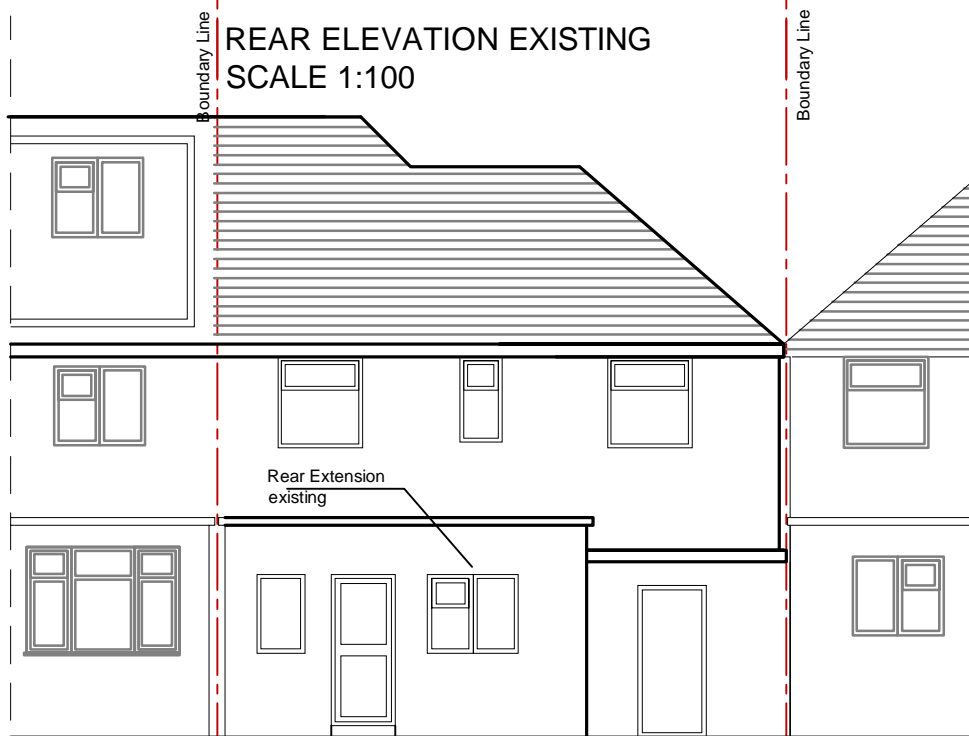 REAR ELEVATION EXISTING
SCALE 1:100
Boundary Line
Boundary Line
Rear Extension
existing